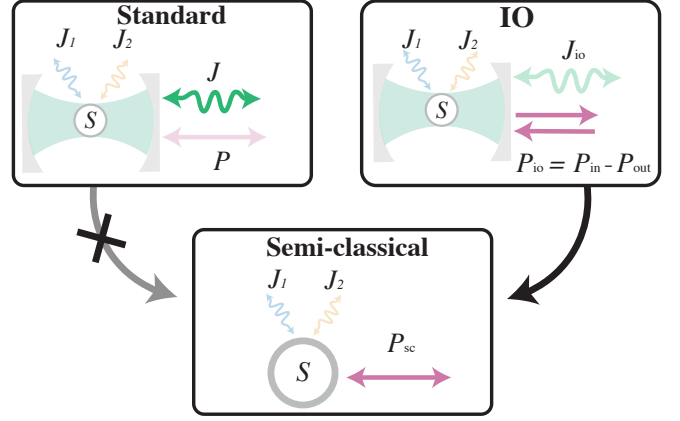 Standard
J1 J2
J
S
P
IO
J1 J2
Jio
S
Pio = Pin - Pout
Semi-classical
J1 J2
Psc
S